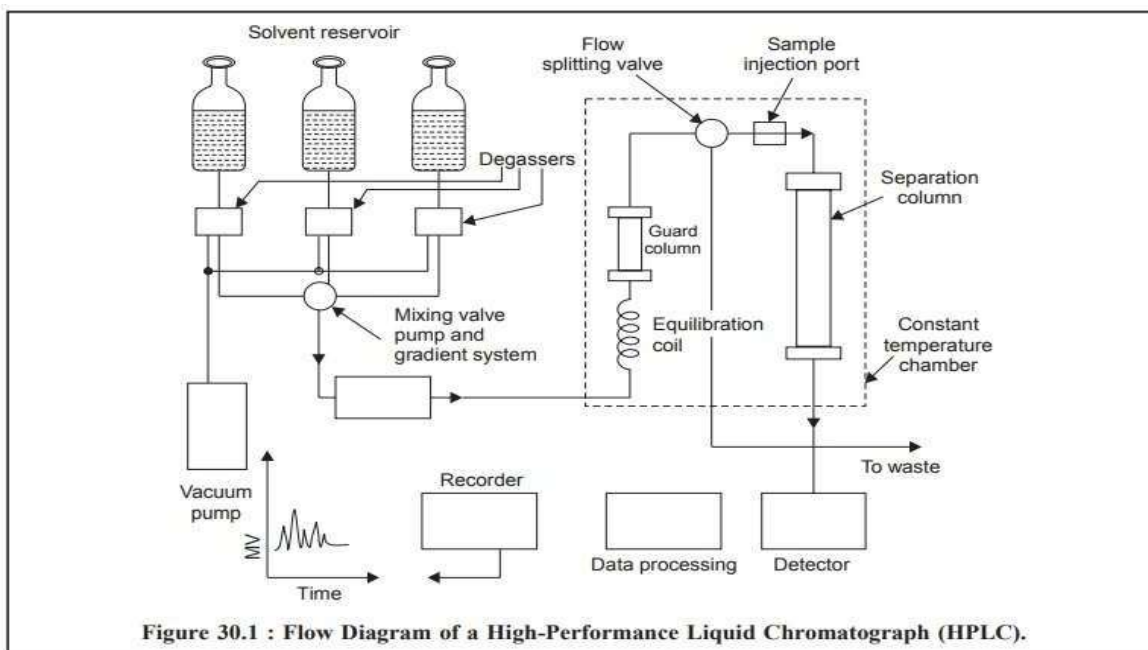 Solvent reservoir
Flow
splitting valve
Sample
injection port
Degassers
Separation
column
Guard
column
Mixing valve
pump and
gradient system
Equilibration
coil
Constant
temperature
chamber
To waste
Vacuum
pump
MV
Time
Recorder
Data processing
Detector
Figure 30.1 : Flow Diagram of a High-Performance Liquid Chromatograph (HPLC).